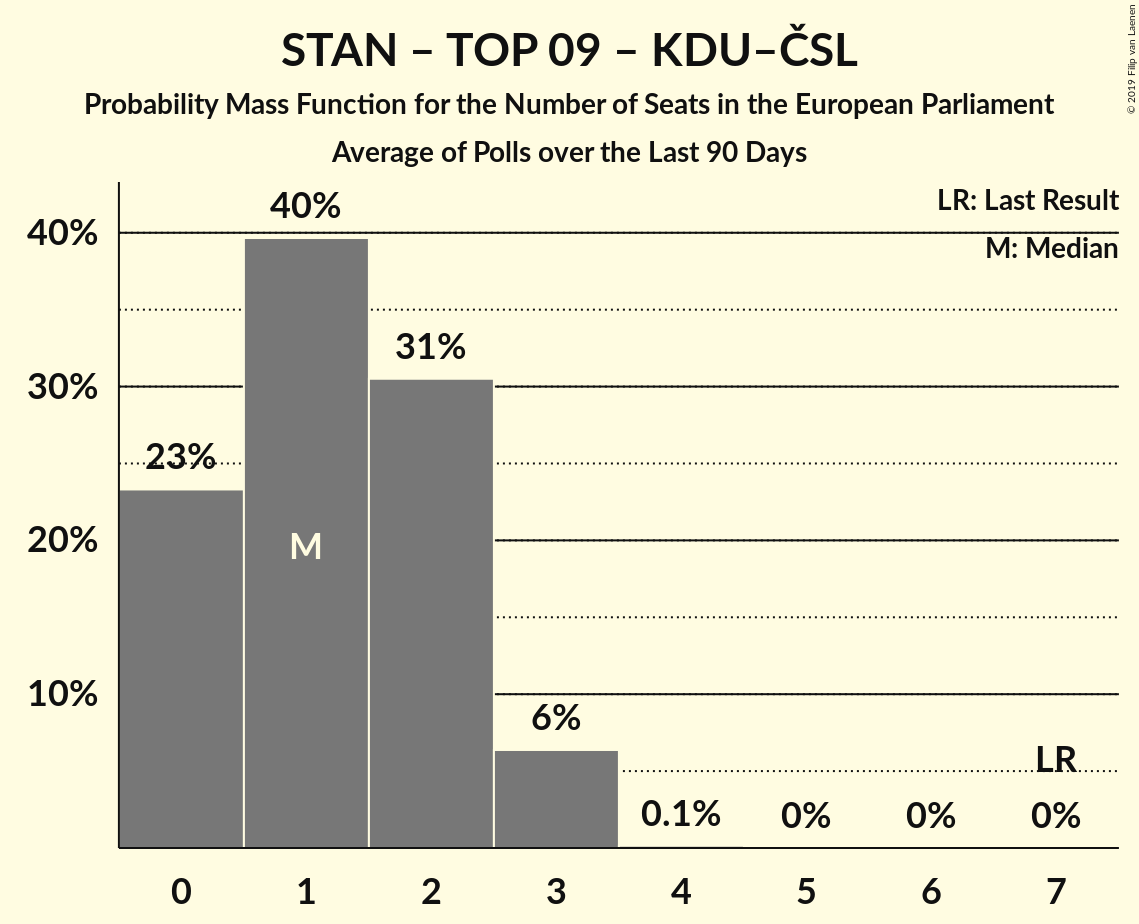 STAN – TOP 09 – KDU–ČSL
Probability Mass Function for the Number of Seats in the European Parliament
Average of Polls over the Last 90 Days
© 2019 Filip van Laenen
LR: Last Result
M: Median
40%
30%
20%
10%
23%
40%
31%
6%
0.1%
0%
0%
0%
M
LR
0 1 2 3 4 5 6 7